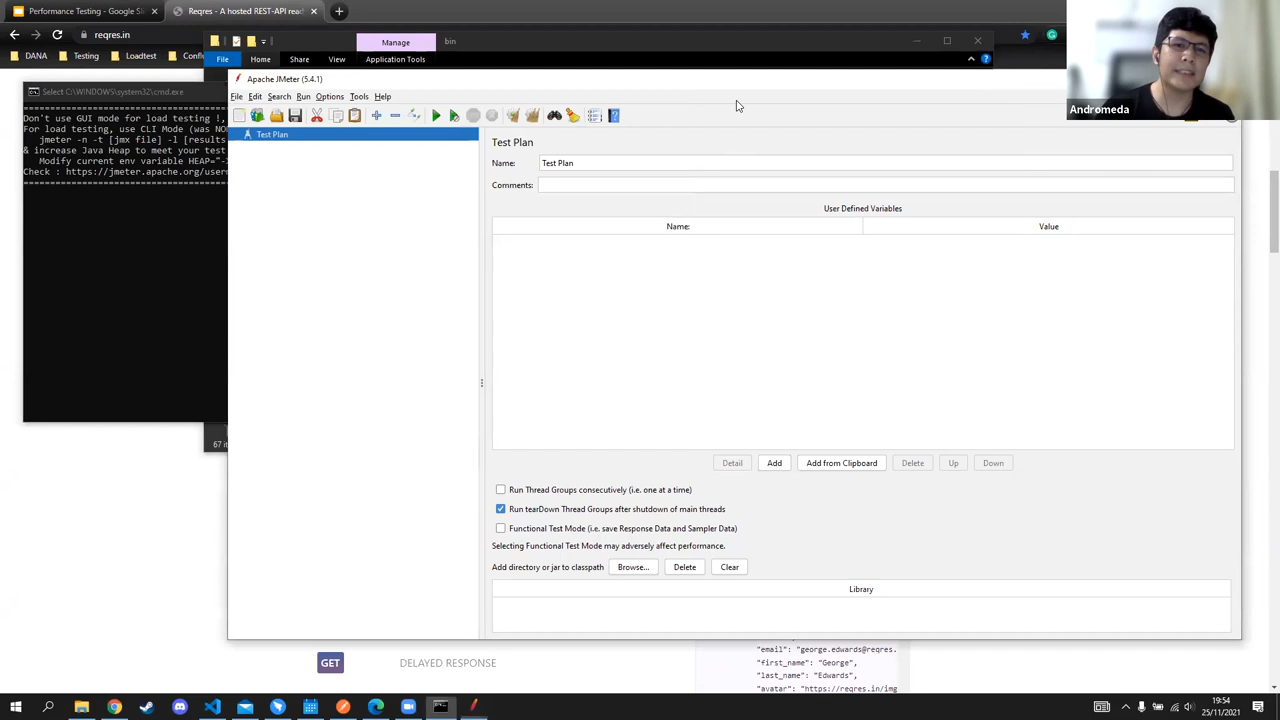 Performance Testing - Google Sli
Reqres - A hosted REST-API read
reqres.in
DANA
Testing
Loadtest
Manage
bin
File
Home
Share
View
Application Tools
Andromeda
Select C:\WINDOWS\system32\cmd.exe
Don't use GUI mode for load testing !,
For load testing, use CLI Mode (was NO
jmeter -n -t [jmx file] -l [results
& increase Java Heap to meet your test
Modify current env variable HEAP="-
Check : https://jmeter.apache.org/user
Apache JMeter (5.4.1)
File Edit Search Run Options Tools Help
Test Plan
Test Plan
Name: Test Plan
Comments:
User Defined Variables
Name: Value
Detail Add Add from Clipboard Delete Up Down
Run Thread Groups consecutively (i.e. one at a time)
Run tearDown Thread Groups after shutdown of main threads
Functional Test Mode (i.e. save Response Data and Sampler Data)
Selecting Functional Test Mode may adversely affect performance.
Add directory or jar to classpath Browse... Delete Clear
Library
67 it
GET DELAYED RESPONSE
"email": "george.edwards@reqres.
"first_name": "George",
"last_name": "Edwards",
"avatar": "https://reqres.in/img
ENG
19:54
25/11/2021